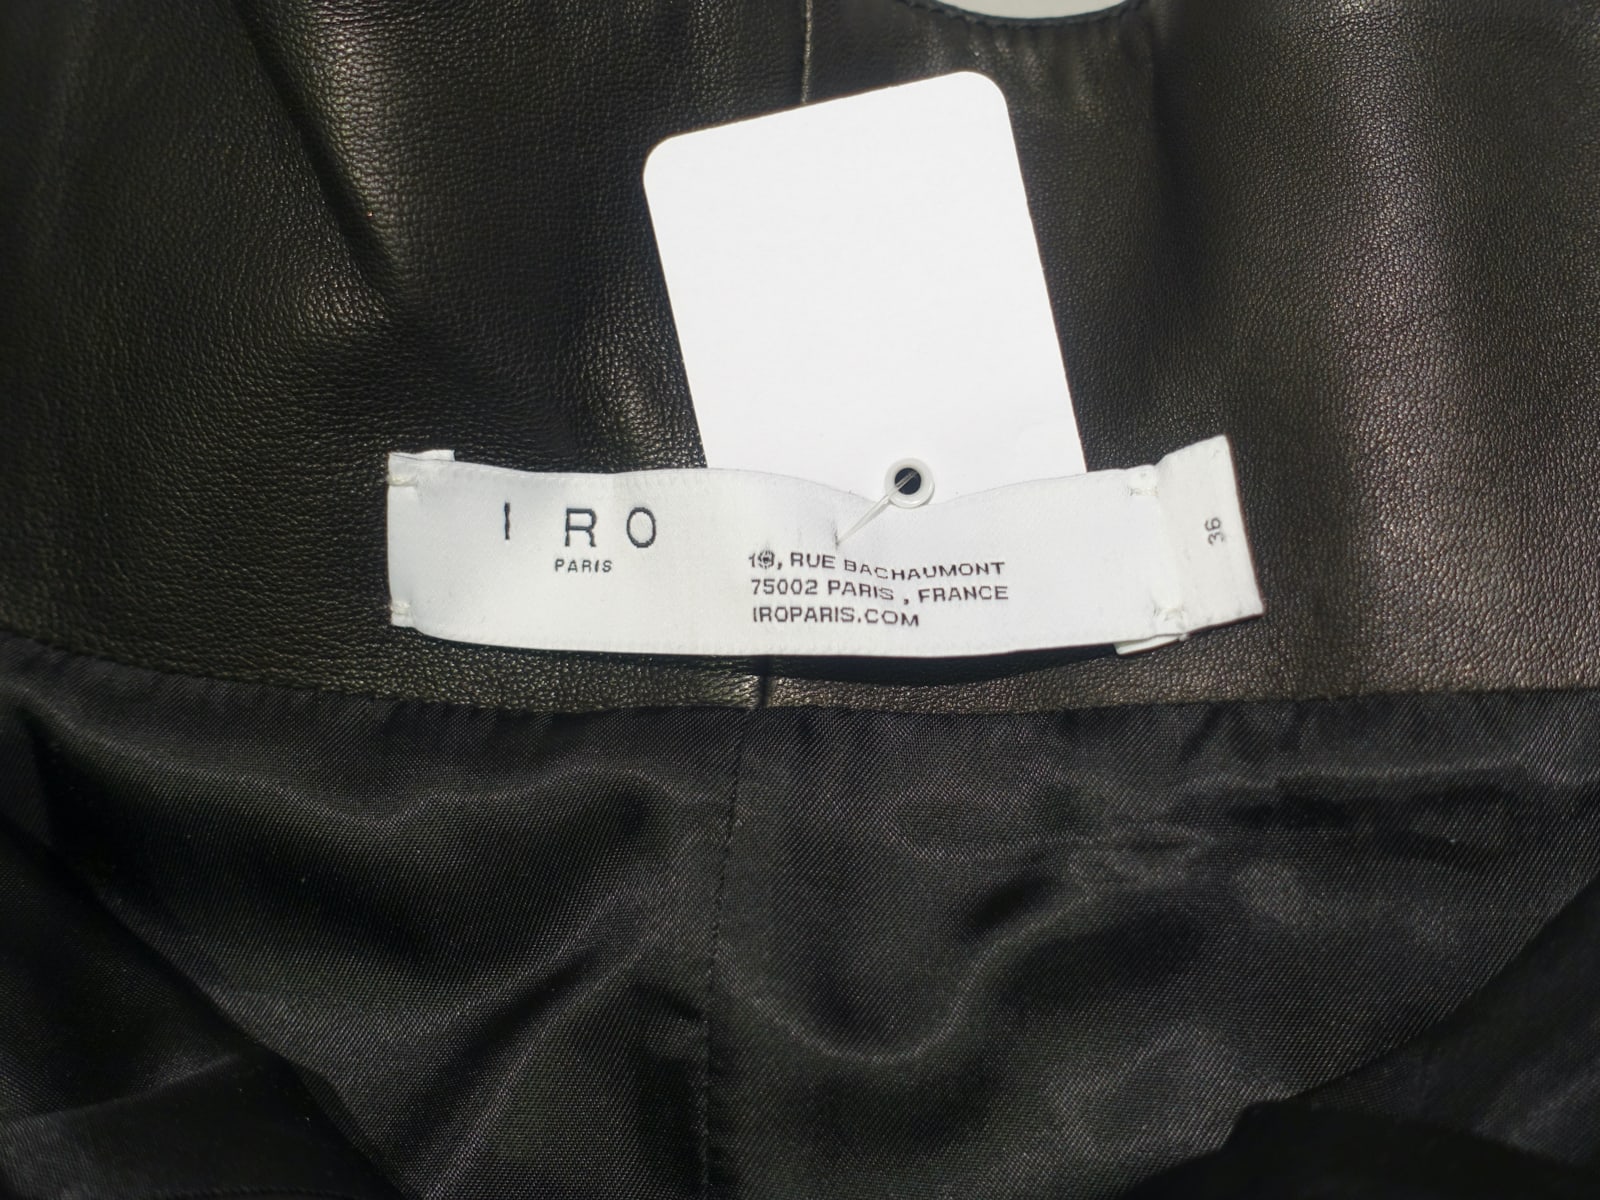 I R O
PARIS
RUE BACHAUMONT
75002 PARIS , FRANCE
IROPARIS.COM
36